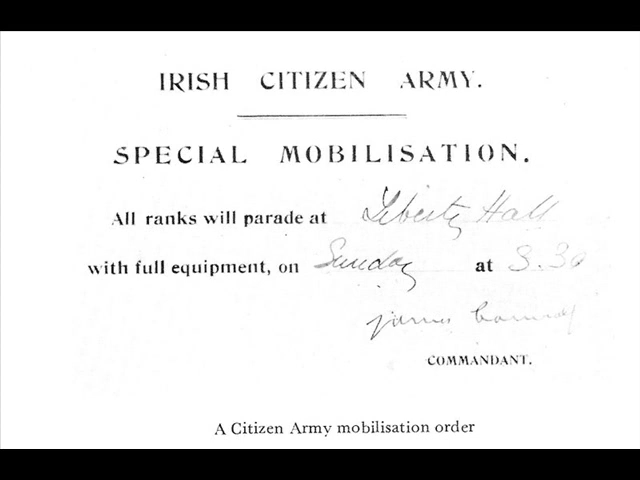 IRISH CITIZEN ARMY.
SPECIAL MOBILISATION.
All ranks will parade at Liberty Hall
with full equipment, on Sunday at 3.30
James
COMMANDANT.
A Citizen Army mobilisation order